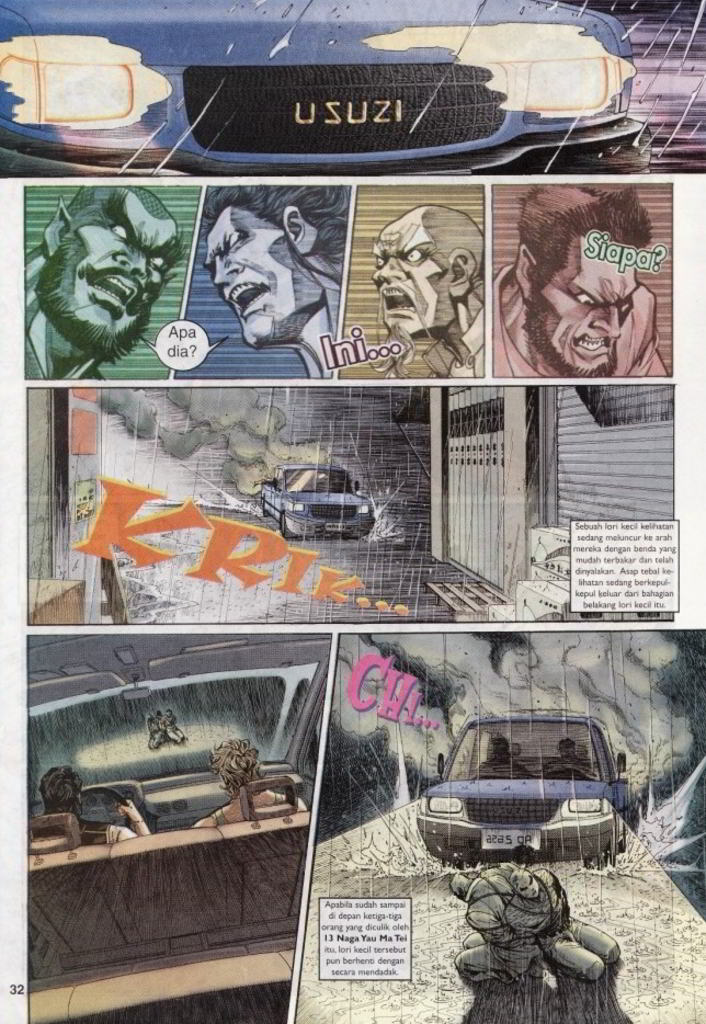 USUZI
Apa
dia?
Ini...
Siapa?
KRIK...
Sebuah lori kecil kelihatan
sedang meluncur ke arah
mereka dengan benda yang
mudah terbakar dan telah
dinyalakan. Asap tebal ke-
lihatan sedang berkepul-
kepul keluar dari bahagian
belakang lori kecil itu.
CHI...
Apabila sudah sampai
di depan ketiga-tiga
orang yang diculik oleh
13 Naga Yau Ma Tei
itu, lori kecil tersebut
pun berhenti dengan
secara mendadak.
32